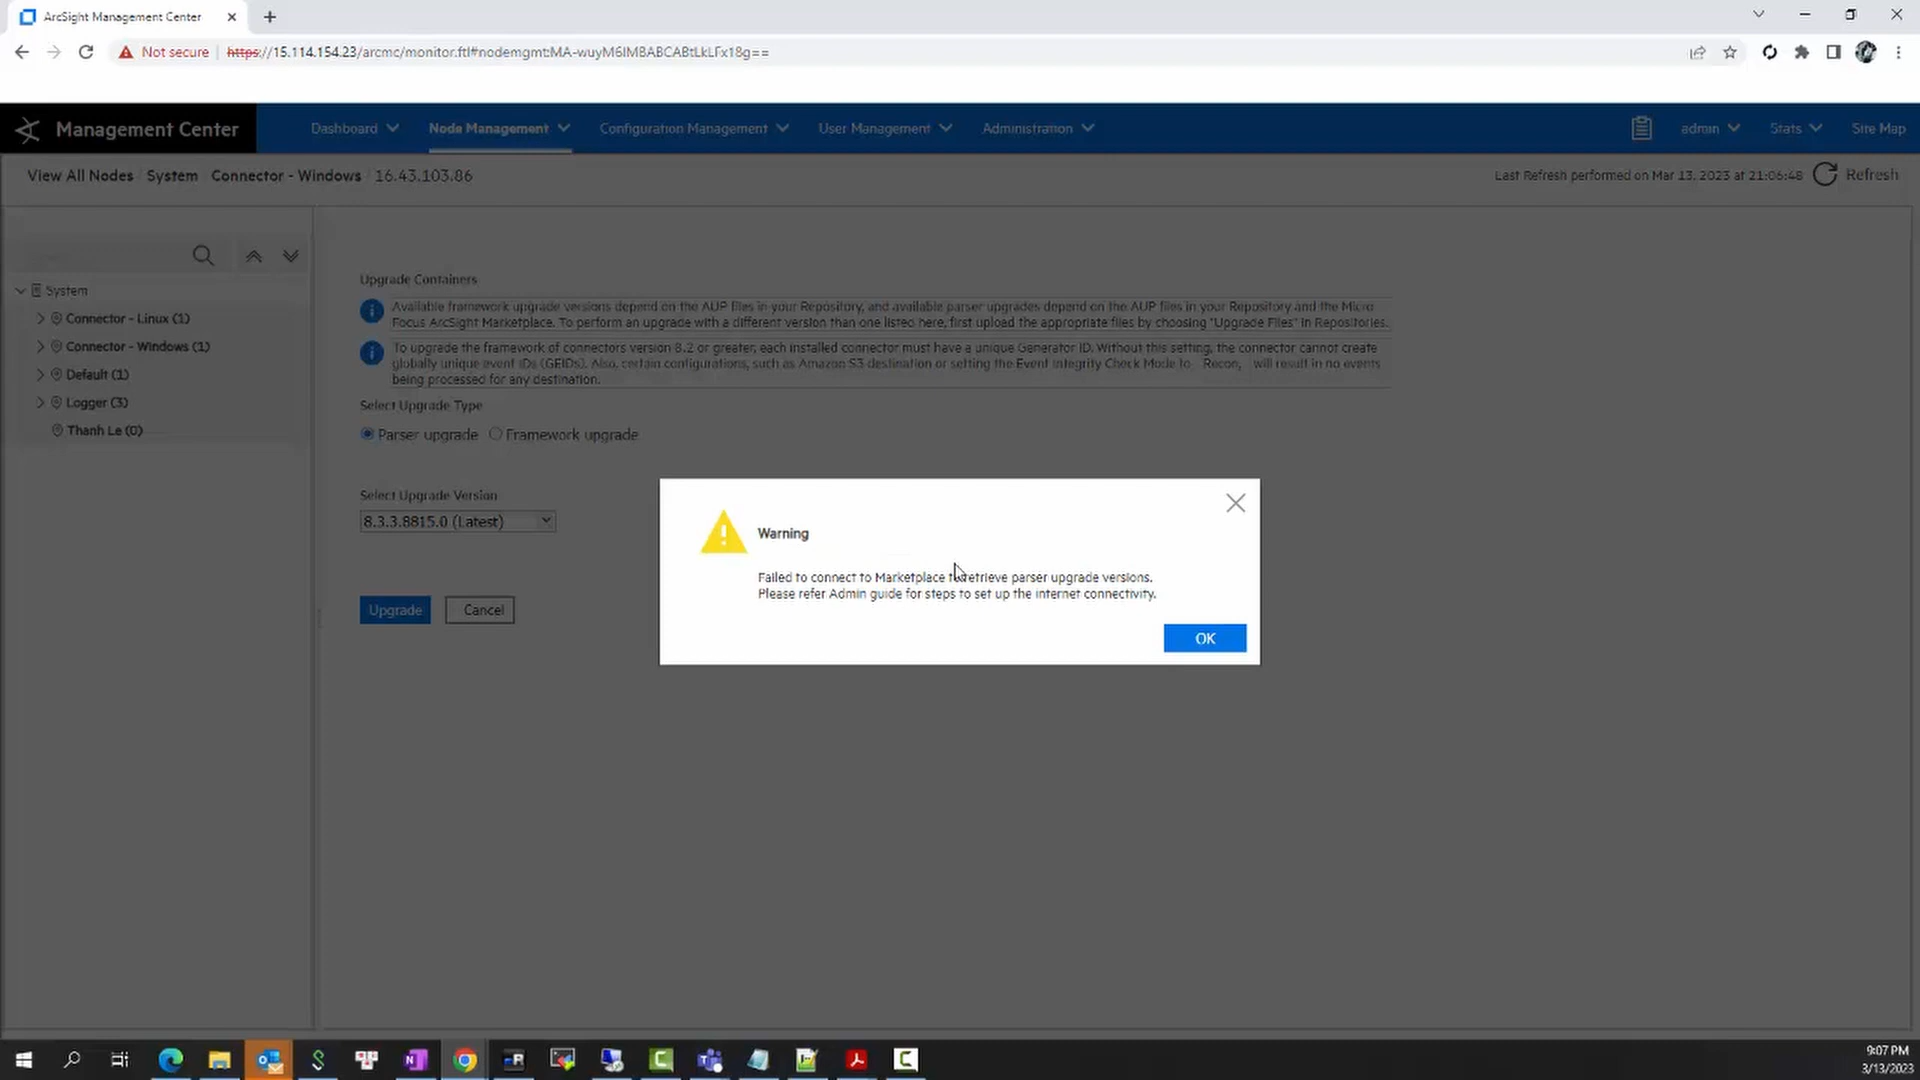 ArcSight Management Center
Not secure
https://15.114.154.23/arcmc/monitor.ftl#nodemgmt:MA-wuyM6IM8ABCABtLkLFx18g==
Management Center
Dashboard
Node Management
Configuration Management
User Management
Administration
admin
Stats
Site Map
View All Nodes
System
Connector - Windows
16.43.103.86
Last Refresh performed on Mar 13, 2023 at 21:06:48
Refresh
System
Connector - Linux (1)
Connector - Windows (1)
Default (1)
Logger (3)
Thanh Le (0)
Upgrade Containers
Available framework upgrade versions depend on the AUP files in your Repository, and available parser upgrades depend on the AUP files in your Repository and the Micro
Focus ArcSight Marketplace. To perform an upgrade with a different version than one listed here, first upload the appropriate files by choosing "Upgrade Files" in Repositories.
To upgrade the framework of connectors version 8.2 or greater, each installed connector must have a unique Generator ID. Without this setting, the connector cannot create
globally unique event IDs (GEIDs). Also, certain configurations, such as Amazon S3 destination or setting the Event Integrity Check Mode to Recon, will result in no events
being processed for any destination.
Select Upgrade Type
Parser upgrade
Framework upgrade
Select Upgrade Version
8.3.3.8815.0 (Latest)
Upgrade
Cancel
Warning
Failed to connect to Marketplace to retrieve parser upgrade versions.
Please refer Admin guide for steps to set up the internet connectivity.
OK
9:07 PM
3/13/2023